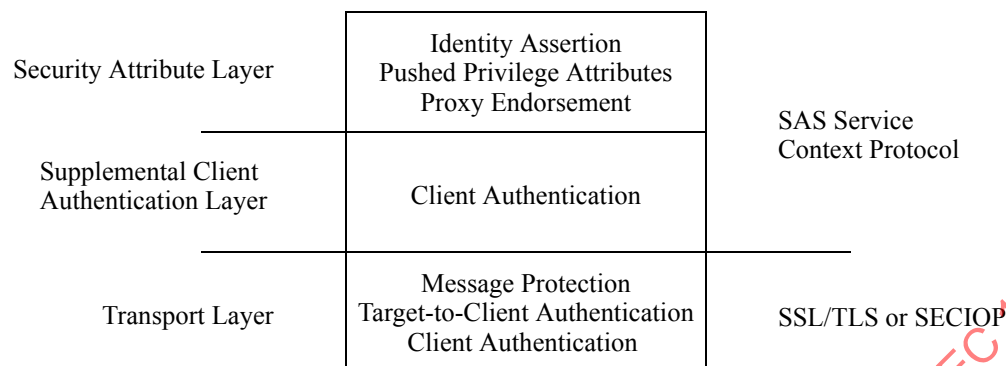 Security Attribute Layer
Identity Assertion
Pushed Privilege Attributes
Proxy Endorsement
SAS Service
Context Protocol
Supplemental Client
Authentication Layer
Client Authentication
Transport Layer
Message Protection
Target-to-Client Authentication
Client Authentication
SSL/TLS or SECIOP